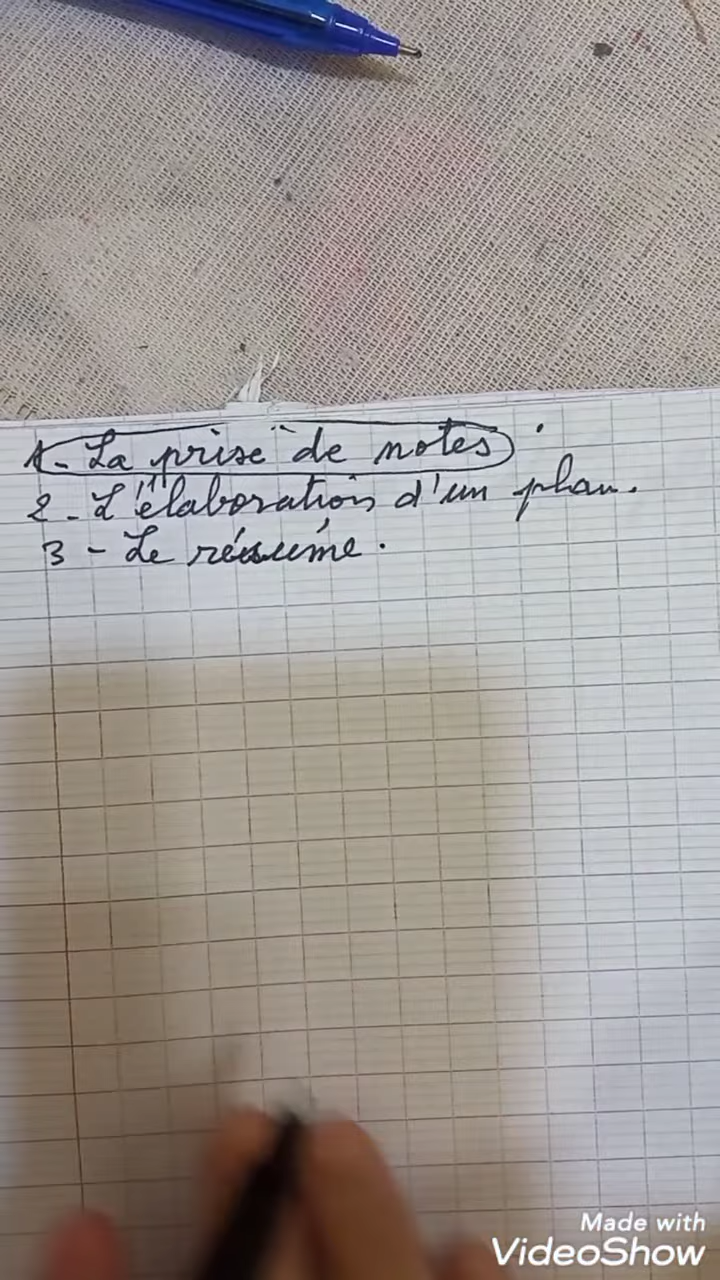 1- La prise de notes.
2- L'élaboration d'un plan.
3 - Le résumé.
Made with
VideoShow